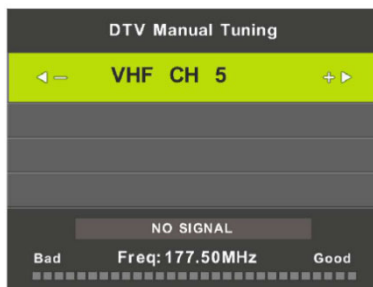 DTV Manual Tuning
− VHF CH 5 +
NO SIGNAL
Bad Freq:177.50MHz Good